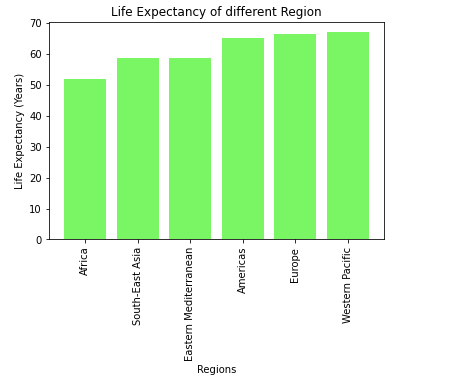 Life Expectancy of different Region
Life Expectancy (Years)
70
60
50
40
30
20
10
0
Africa
South-East Asia
Eastern Mediterranean
Americas
Europe
Western Pacific
Regions